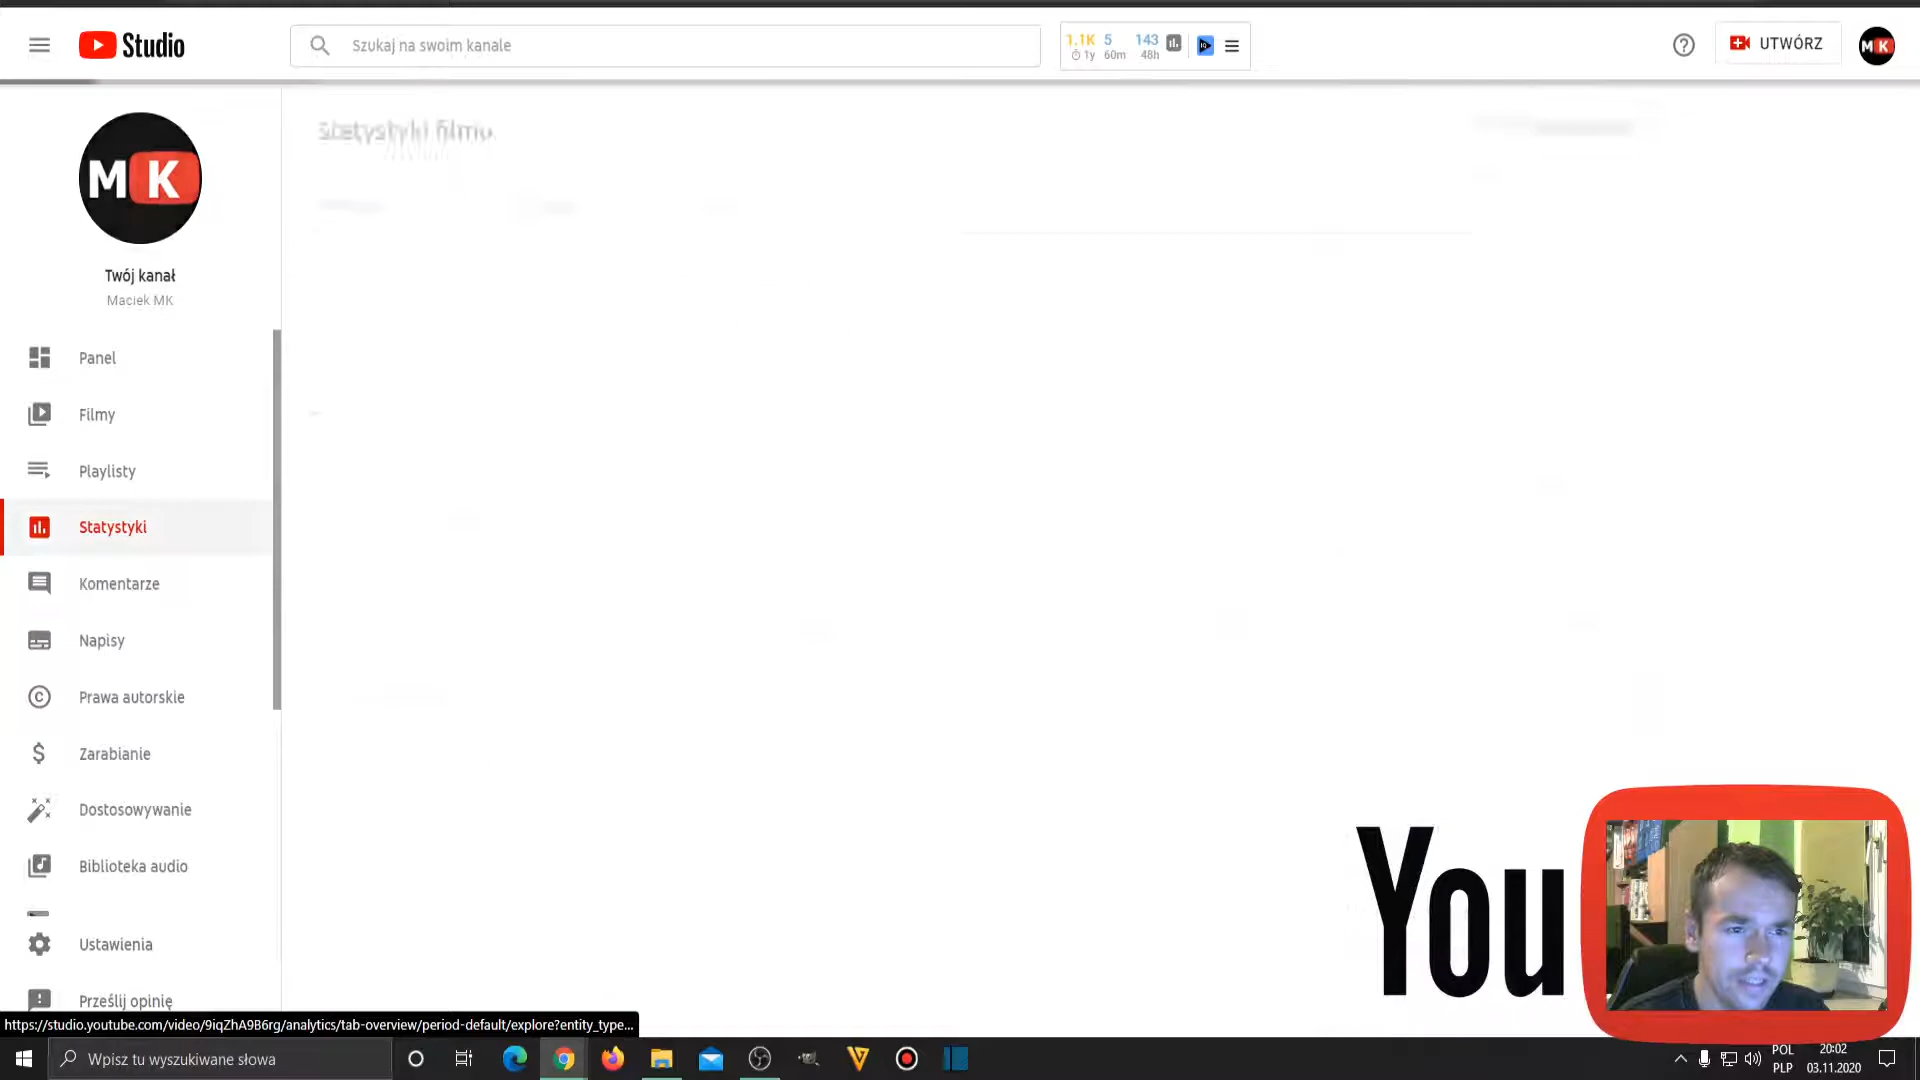 Studio
Szukaj na swoim kanale
1.1K 5 143
1y 60m 48h
UTWÓRZ
MK
MK
Twój kanał
Maciek MK
Statystyki filmu
Panel
Filmy
Playlisty
Statystyki
Komentarze
Napisy
Prawa autorskie
Zarabianie
Dostosowywanie
Biblioteka audio
Ustawienia
Prześlij opinię
You
https://studio.youtube.com/video/9iqZhA9B6rg/analytics/tab-overview/period-default/explore?entity_type...
Wpisz tu wyszukiwane słowa
POL
PLP
20:02
03.11.2020